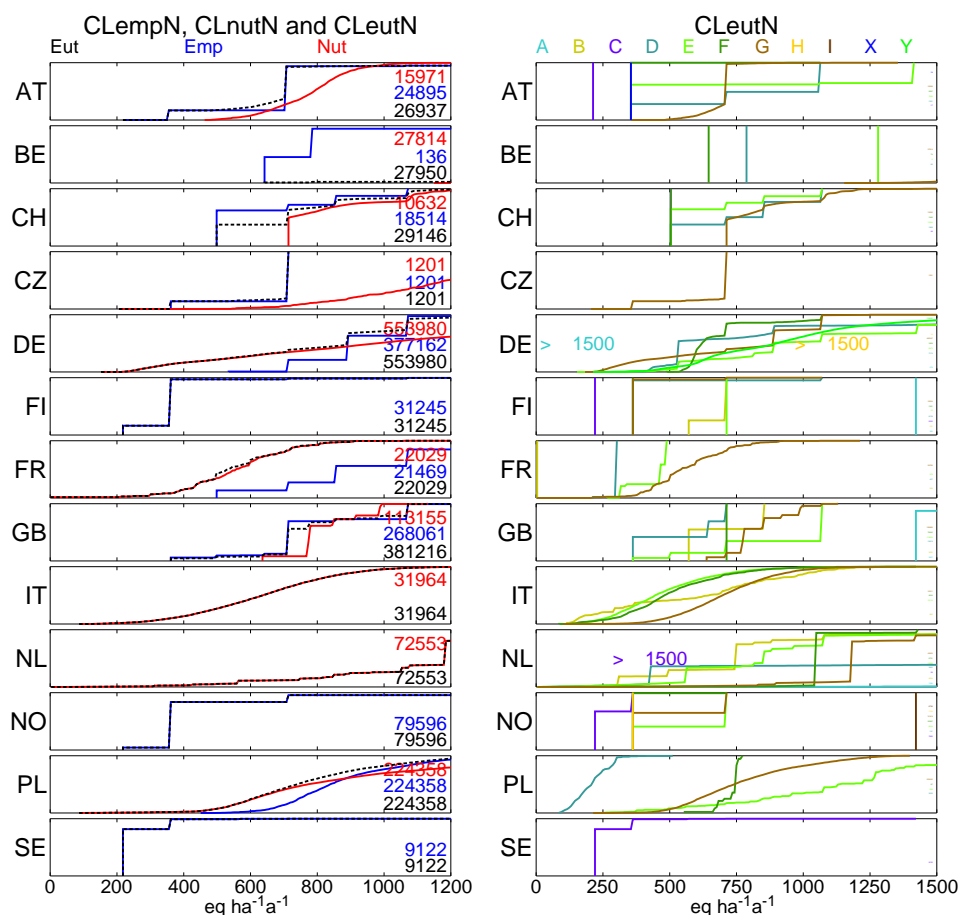 CLempN, CLnutN and CLeutN
Eut Emp Nut
AT
15971
24895
26937
BE
27814
136
27950
CH
10632
18514
29146
CZ
1201
1201
1201
DE
553980
377162
553980
FI
31245
31245
FR
22029
21469
22029
GB
113155
268061
381216
IT
31964
31964
NL
72553
72553
NO
79596
79596
PL
224358
224358
224358
SE
9122
9122
0 200 400 600 800 1000 1200
eq ha-1a-1
CLeutN
A B C D E F G H I X Y
AT
BE
CH
CZ
DE
> 1500 > 1500
FI
FR
GB
IT
NL
> 1500
NO
PL
SE
0 250 500 750 1000 1250 1500
eq ha-1a-1